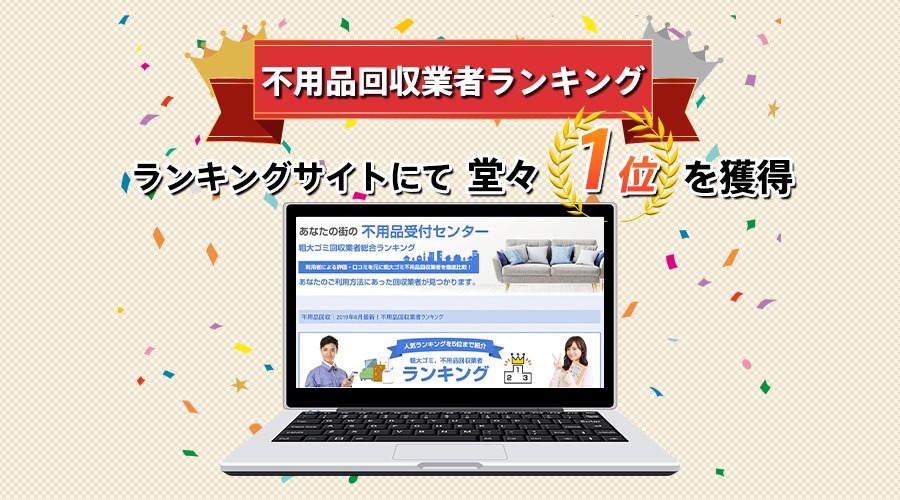 不用品回収業者ランキング
ランキングサイトにて 堂々 1位 を獲得
あなたの街の 不用品受付センター
粗大ゴミ回収業者総合ランキング
利用者による評価・口コミを元に粗大ゴミ不用品回収業者を徹底比較！
あなたのご利用方法にあった回収業者が見つかります。
不用品回収｜2019年8月最新！不用品回収業者ランキング
人気ランキングを5位まで紹介
粗大ゴミ、不用品回収業者
ランキング
2 1 3